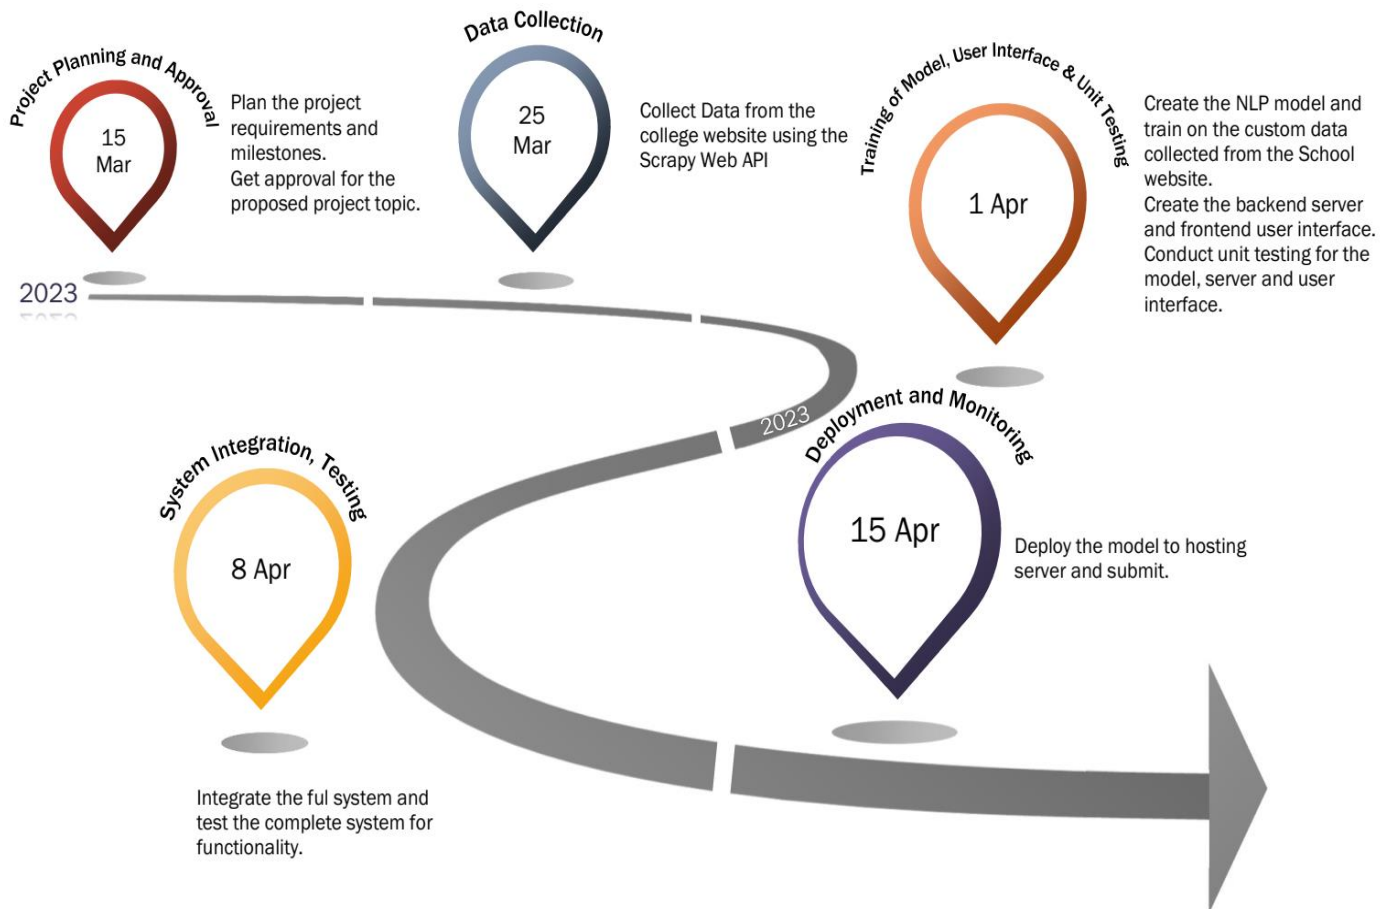 Project Planning and Approval
15
Mar
Plan the project
requirements and
milestones.
Get approval for the
proposed project topic.
Data Collection
25
Mar
Collect Data from the
college website using the
Scrapy Web API
Training of Model, User Interface & Unit Testing
1 Apr
Create the NLP model and
train on the custom data
collected from the School
website.
Create the backend server
and frontend user interface.
Conduct unit testing for the
model, server and user
interface.
2023
2023
System Integration, Testing
8 Apr
Integrate the ful system and
test the complete system for
functionality.
Deployment and Monitoring
15 Apr
Deploy the model to hosting
server and submit.